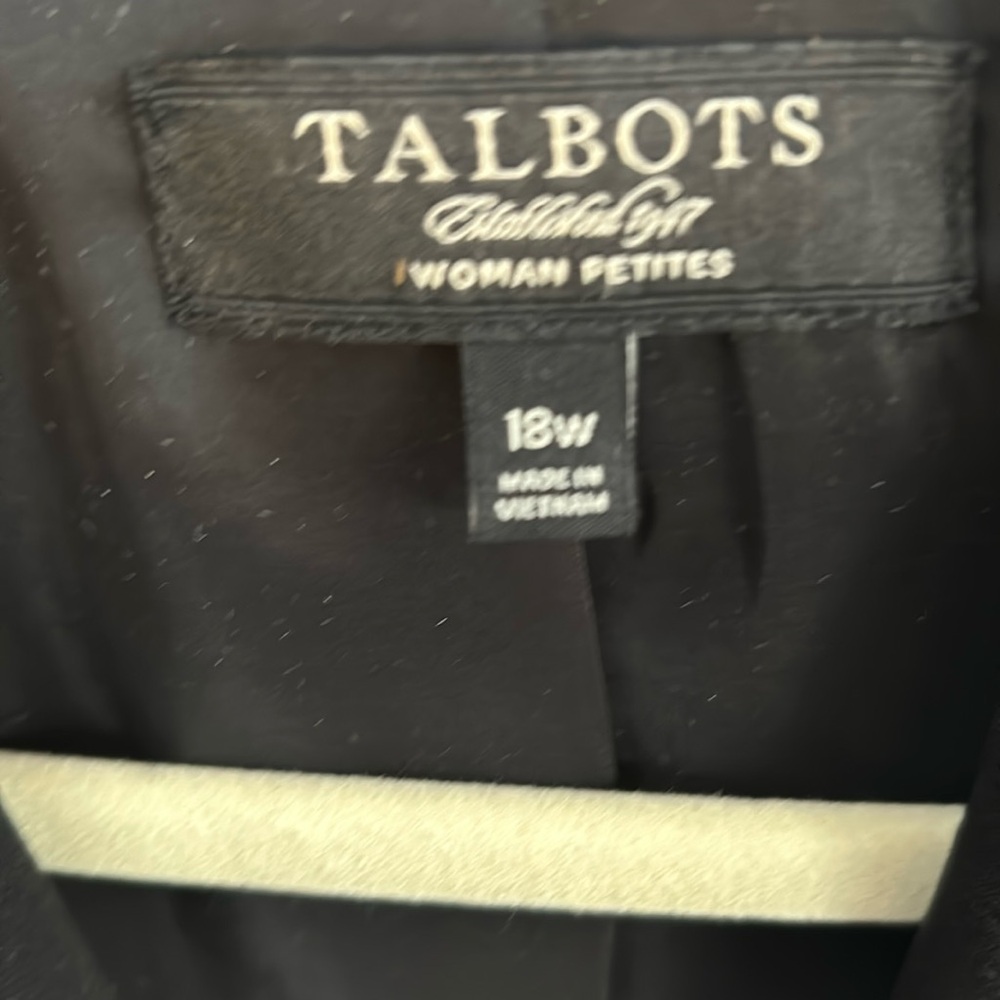 TALBOTS
Established 1947
WOMAN PETITES
18W
MADE IN
VIETNAM